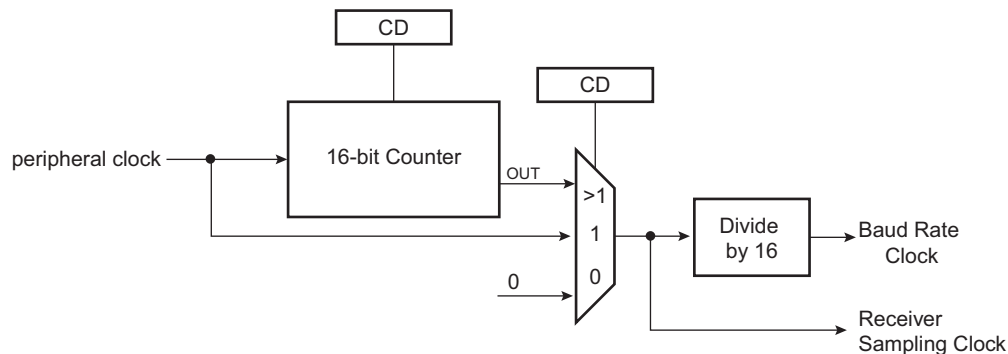 CD
CD
peripheral clock
16-bit Counter
OUT
>1
1
0
0
Divide
by 16
Baud Rate
Clock
Receiver
Sampling Clock